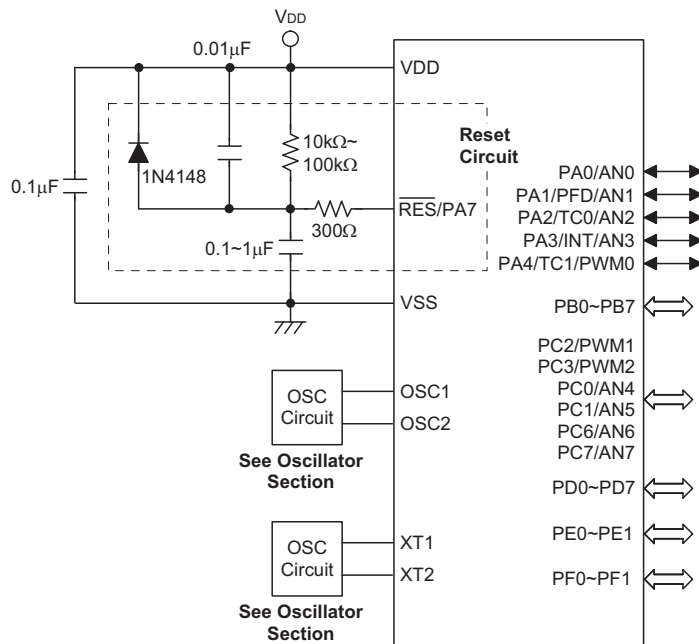 VDD
0.01μF
VDD
10kΩ~
100kΩ
Reset
Circuit
1N4148
0.1μF
RES/PA7
300Ω
0.1~1μF
VSS
OSC
Circuit
OSC1
OSC2
See Oscillator
Section
OSC
Circuit
XT1
XT2
See Oscillator
Section
PA0/AN0
PA1/PFD/AN1
PA2/TC0/AN2
PA3/INT/AN3
PA4/TC1/PWM0
PB0~PB7
PC2/PWM1
PC3/PWM2
PC0/AN4
PC1/AN5
PC6/AN6
PC7/AN7
PD0~PD7
PE0~PE1
PF0~PF1